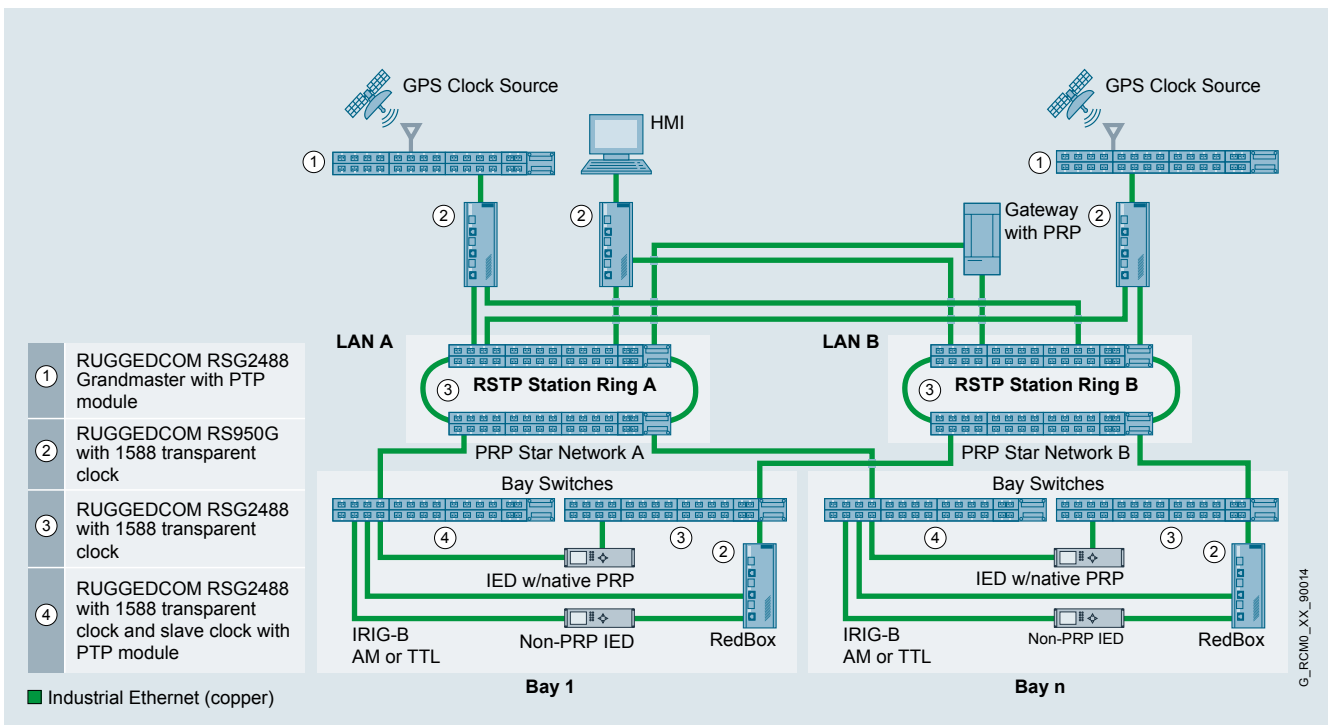 GPS Clock Source
HMI
GPS Clock Source
1
1
2
2
2
Gateway
with PRP
LAN A
LAN B
3
RSTP Station Ring A
3
RSTP Station Ring B
PRP Star Network A
PRP Star Network B
Bay Switches
Bay Switches
4
3
2
4
3
2
IED w/native PRP
IED w/native PRP
IRIG-B
AM or TTL
Non-PRP IED
RedBox
IRIG-B
AM or TTL
Non-PRP IED
RedBox
Bay 1
Bay n
1
RUGGEDCOM RSG2488
Grandmaster with PTP
module
2
RUGGEDCOM RS950G
with 1588 transparent
clock
3
RUGGEDCOM RSG2488
with 1588 transparent
clock
4
RUGGEDCOM RSG2488
with 1588 transparent
clock and slave clock with
PTP module
Industrial Ethernet (copper)
G_RCM0_XX_90014